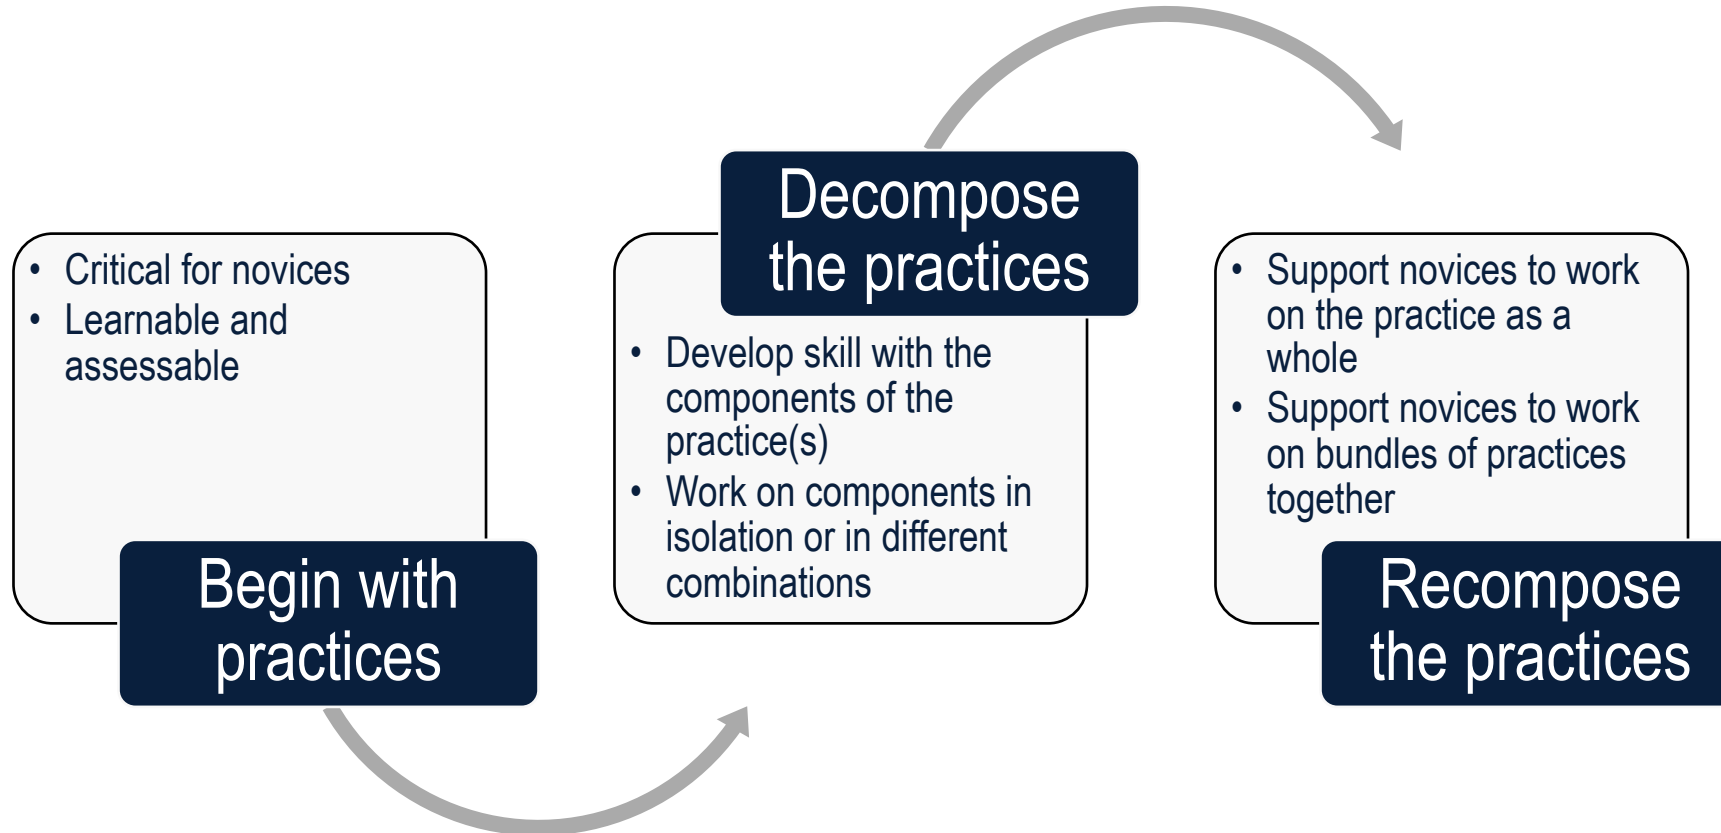 • Critical for novices
• Learnable and
assessable
Begin with
practices
Decompose
the practices
• Develop skill with the
components of the
practice(s)
• Work on components in
isolation or in different
combinations
• Support novices to work
on the practice as a
whole
• Support novices to work
on bundles of practices
together
Recompose
the practices